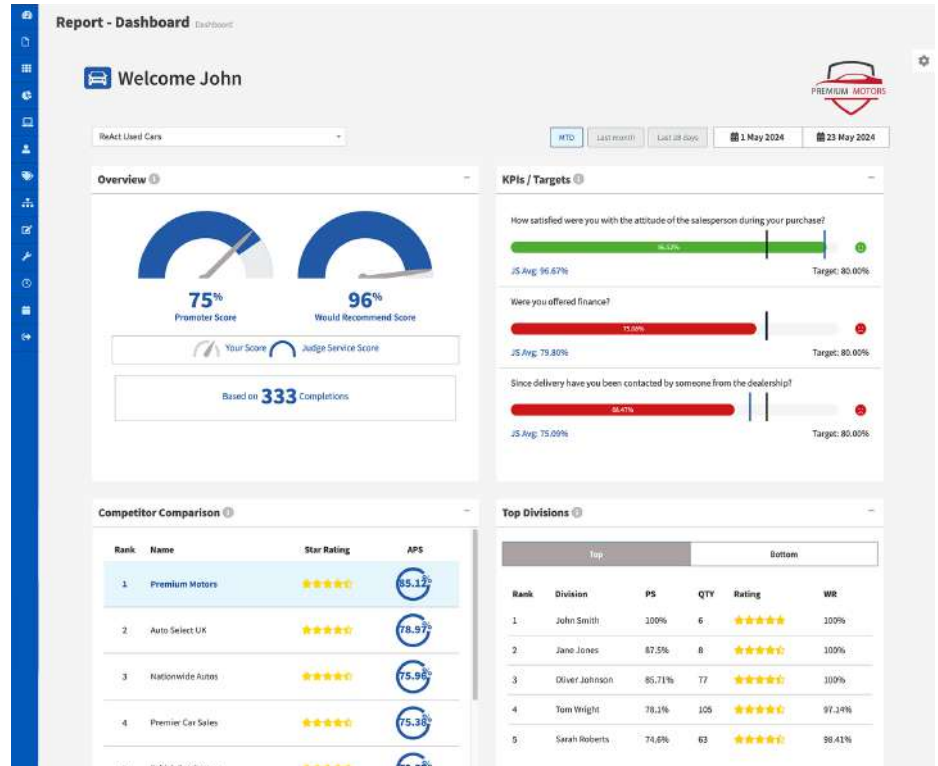 Report - Dashboard Dashboard
Welcome John
PREMIUM MOTORS
ReAct Used Cars
MTD Last month Last 28 days 1 May 2024 23 May 2024
Overview
75%
Promoter Score
96%
Would Recommend Score
Your Score Judge Service Score
Based on 333 Completions
KPIs / Targets
How satisfied were you with the attitude of the salesperson during your purchase?
JS Avg: 96.67% Target: 80.00%
Were you offered finance?
JS Avg: 79.80% Target: 80.00%
Since delivery have you been contacted by someone from the dealership?
JS Avg: 75.09% Target: 80.00%
Competitor Comparison
Rank Name Star Rating APS
1 Premium Motors 85.12%
2 Auto Select UK 78.97%
3 Nationwide Autos 75.96%
4 Premier Car Sales 75.38%
Top Divisions
Top Bottom
Rank Division PS QTY Rating WR
1 John Smith 100% 6 100%
2 Jane Jones 87.5% 8 100%
3 Oliver Johnson 85.71% 77 100%
4 Tom Wright 78.1% 105 97.14%
5 Sarah Roberts 74.6% 63 98.41%